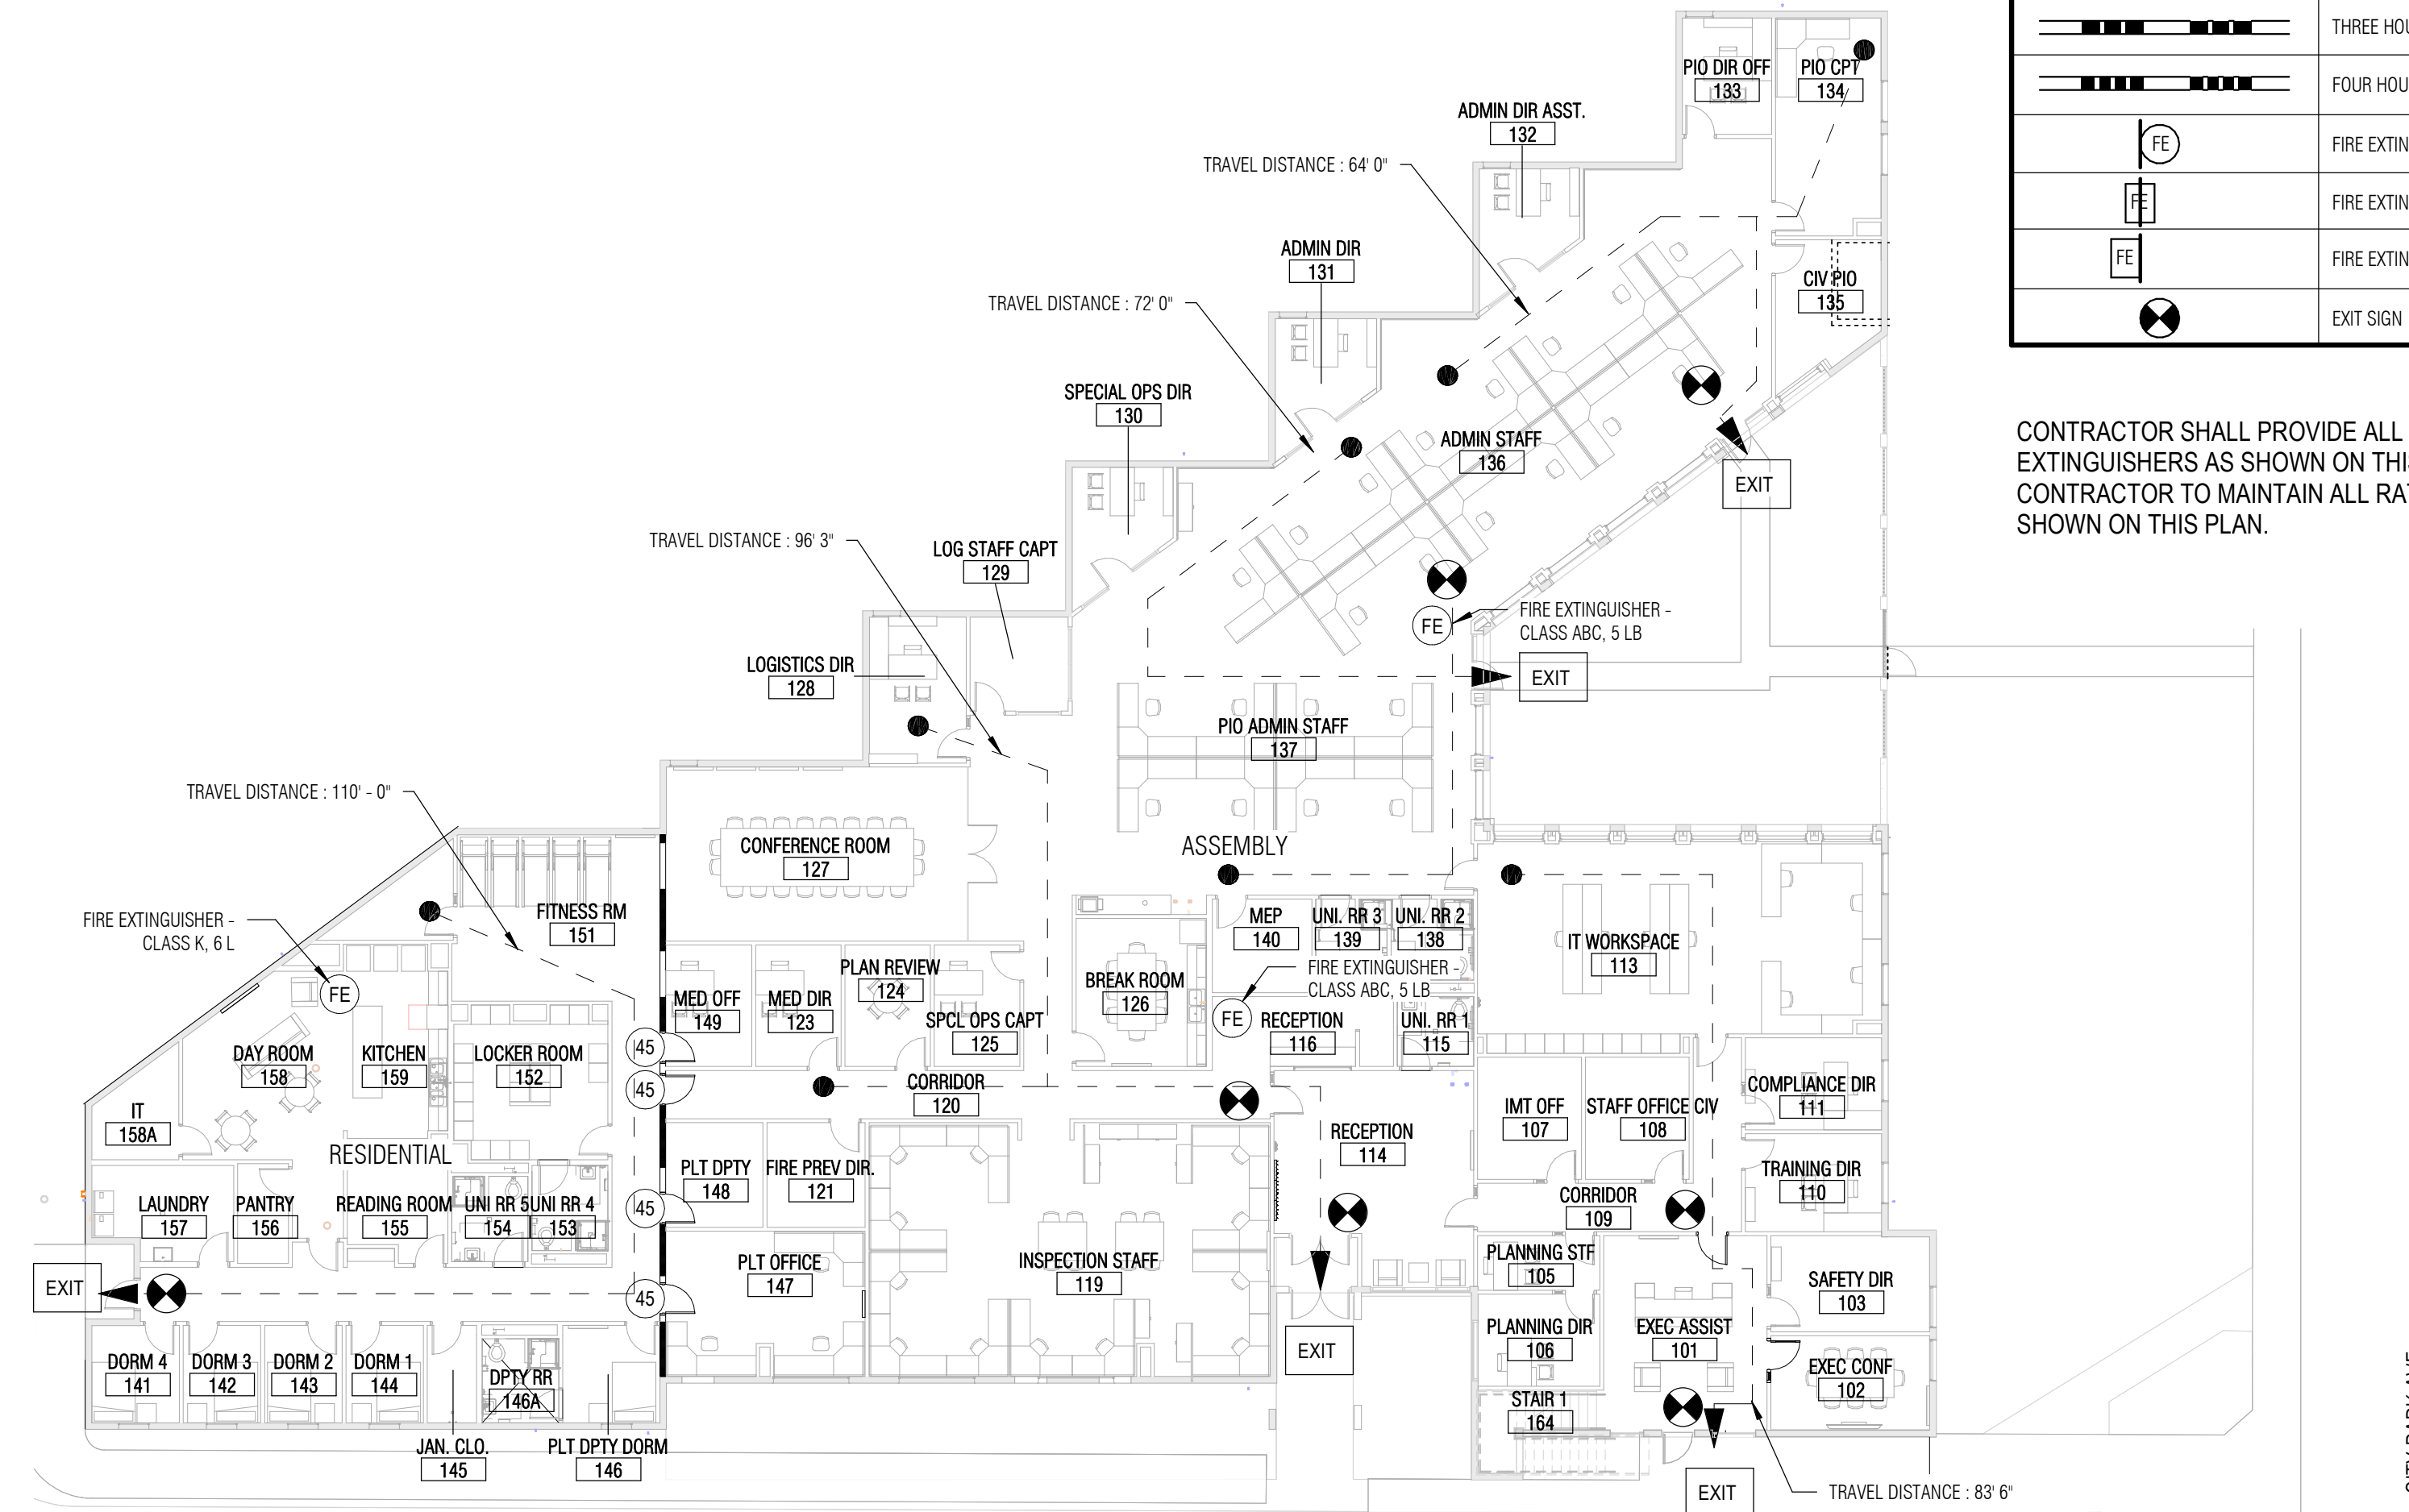 THREE HOU
FOUR HOU
FE
FIRE EXTIN
FE
FIRE EXTIN
FE
FIRE EXTIN
EXIT SIGN
CONTRACTOR SHALL PROVIDE ALL
EXTINGUISHERS AS SHOWN ON THIS
CONTRACTOR TO MAINTAIN ALL RAT
SHOWN ON THIS PLAN.
PIO DIR OFF
133
PIO CPT
134
ADMIN DIR ASST.
132
TRAVEL DISTANCE : 64' 0"
ADMIN DIR
131
CIV PIO
135
TRAVEL DISTANCE : 72' 0"
SPECIAL OPS DIR
130
ADMIN STAFF
136
EXIT
TRAVEL DISTANCE : 96' 3"
LOG STAFF CAPT
129
FE
FIRE EXTINGUISHER -
CLASS ABC, 5 LB
LOGISTICS DIR
128
EXIT
PIO ADMIN STAFF
137
TRAVEL DISTANCE : 110' - 0"
CONFERENCE ROOM
127
ASSEMBLY
FIRE EXTINGUISHER -
CLASS K, 6 L
FE
FITNESS RM
151
MEP
140
UNI. RR 3
139
UNI. RR 2
138
IT WORKSPACE
113
PLAN REVIEW
124
BREAK ROOM
126
FIRE EXTINGUISHER -
CLASS ABC, 5 LB
FE
MED OFF
149
MED DIR
123
SPCL OPS CAPT
125
RECEPTION
116
UNI. RR 1
115
DAY ROOM
158
KITCHEN
159
LOCKER ROOM
152
45
45
CORRIDOR
120
COMPLIANCE DIR
111
IT
158A
IMT OFF
107
STAFF OFFICE CIV
108
RESIDENTIAL
RECEPTION
114
PLT DPTY
148
FIRE PREV DIR.
121
TRAINING DIR
110
LAUNDRY
157
PANTRY
156
READING ROOM
155
UNI RR 5
154
UNI RR 4
153
45
CORRIDOR
109
PLT OFFICE
147
INSPECTION STAFF
119
PLANNING STF
105
SAFETY DIR
103
EXIT
45
EXIT
PLANNING DIR
106
EXEC ASSIST
101
EXEC CONF
102
DORM 4
141
DORM 3
142
DORM 2
143
DORM 1
144
DPTY RR
146A
STAIR 1
164
JAN. CLO.
145
PLT DPTY DORM
146
EXIT
TRAVEL DISTANCE : 83' 6"
CITY PARK AVE